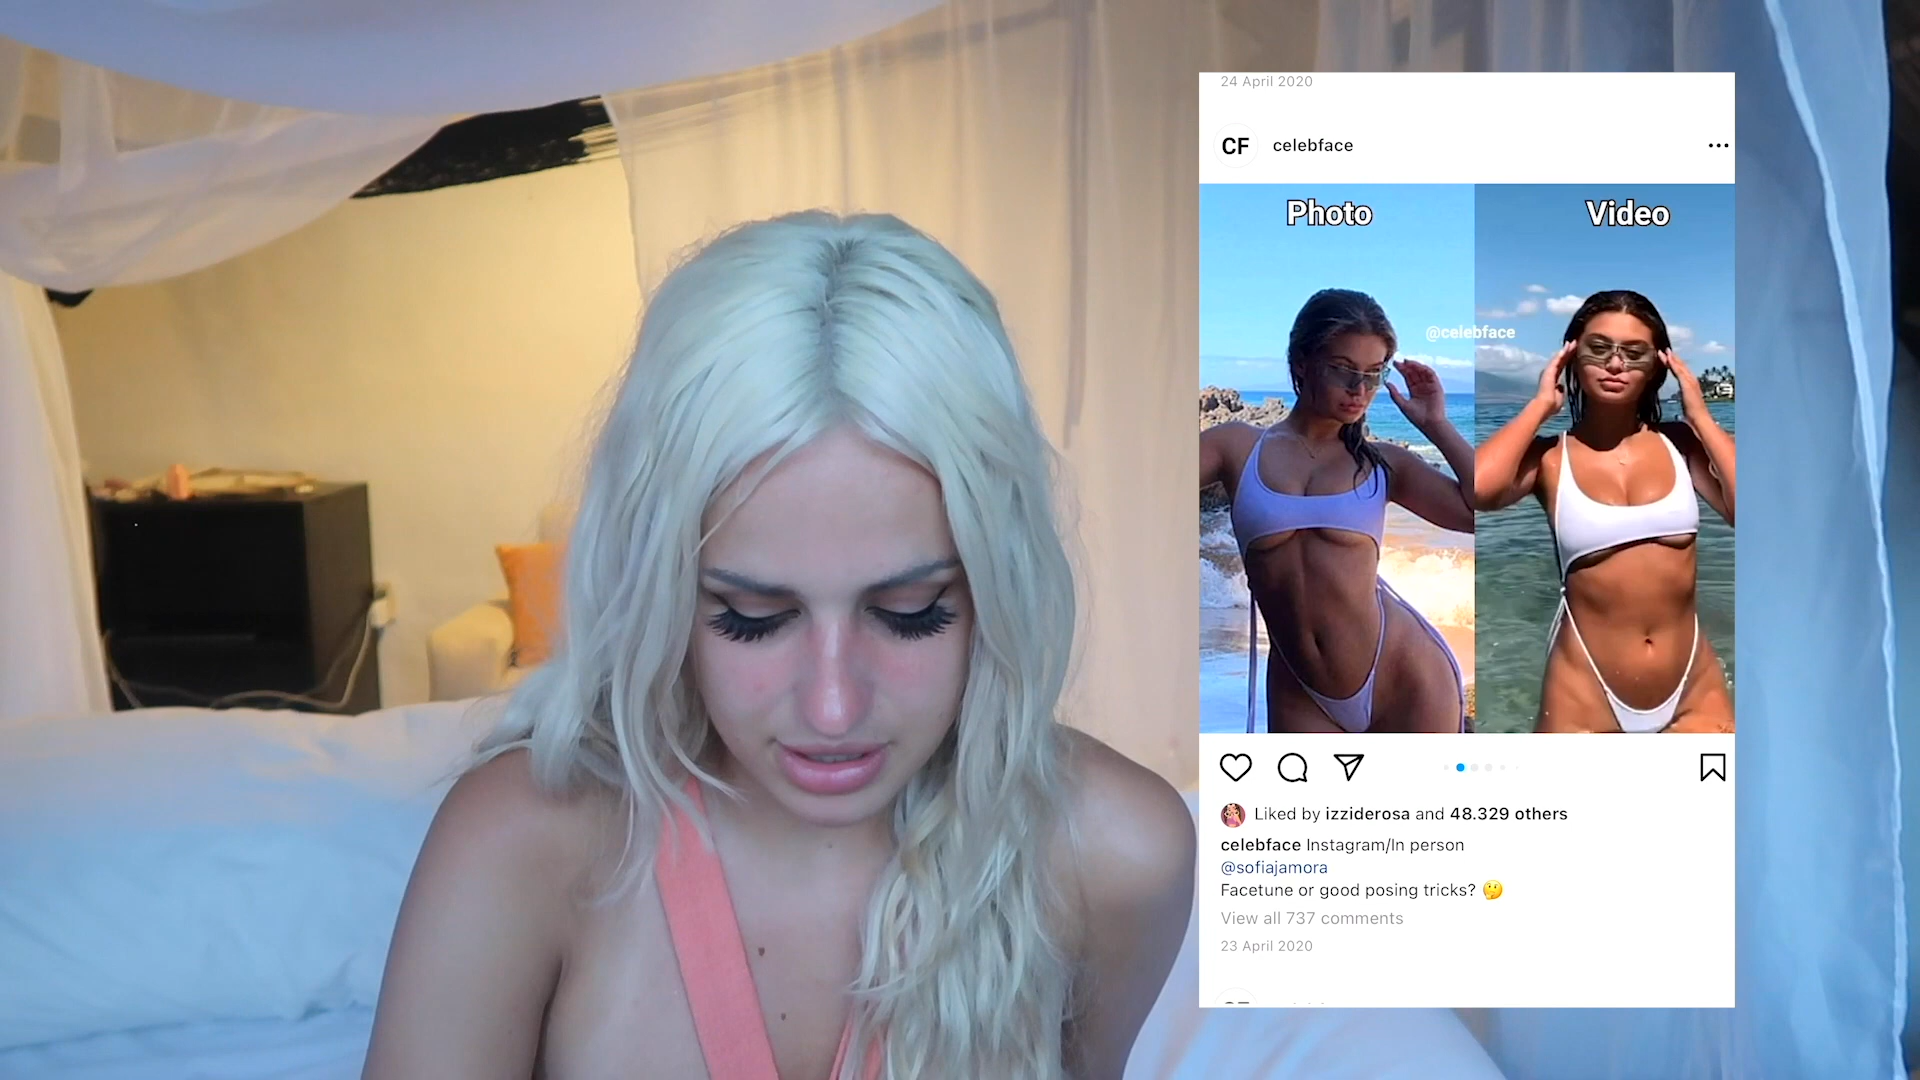 24 April 2020
CF celebface
Photo
Video
@celebface
Liked by izziderosa and 48.329 others
celebface Instagram/In person
@sofiajamora
Facetune or good posing tricks? 🤔
View all 737 comments
23 April 2020